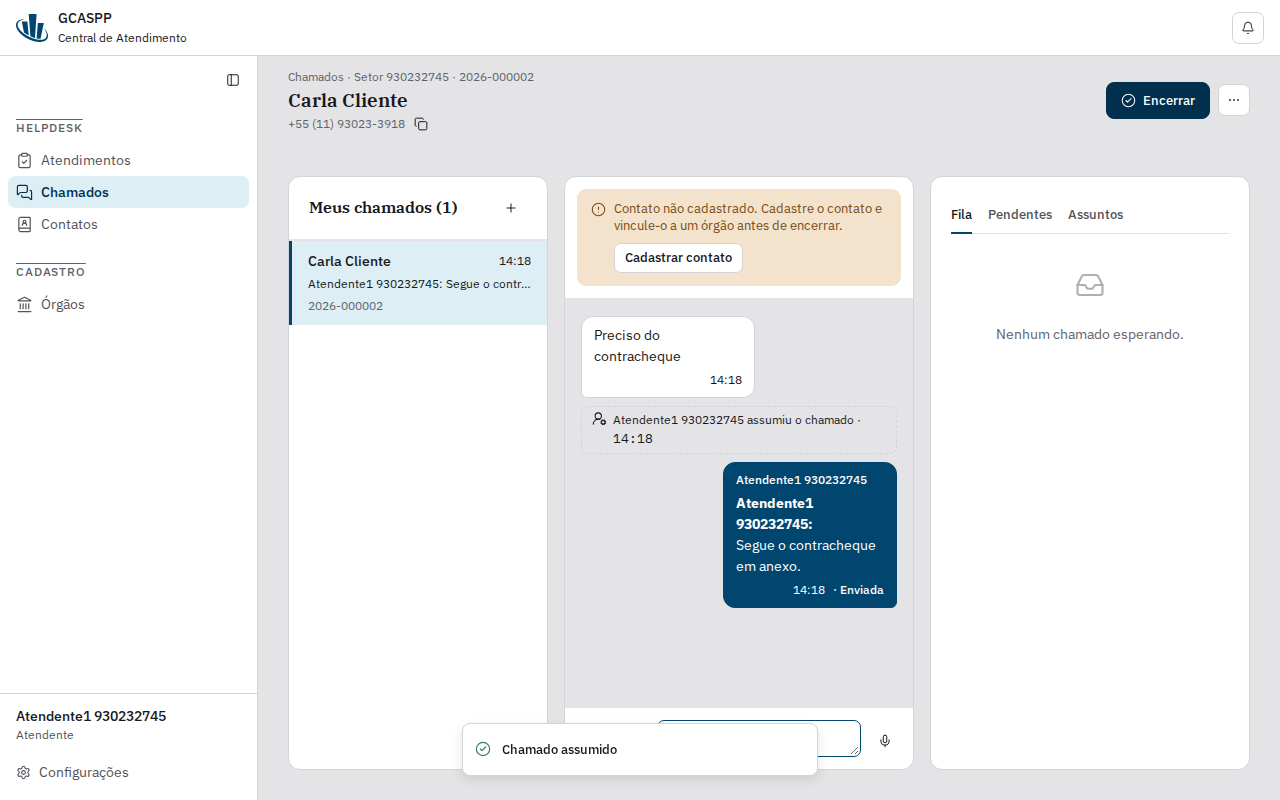 GCASPP
Central de Atendimento
HELPDESK
Atendimentos
Chamados
Contatos
CADASTRO
Órgãos
Atendente1 930232745
Atendente
Configurações
Chamados · Setor 930232745 · 2026-000002
Carla Cliente
+55 (11) 93023-3918
Encerrar
Meus chamados (1)
Carla Cliente 14:18
Atendente1 930232745: Segue o contr...
2026-000002
Contato não cadastrado. Cadastre o contato e
vincule-o a um órgão antes de encerrar.
Cadastrar contato
Preciso do
contracheque
14:18
Atendente1 930232745 assumiu o chamado ·
14:18
Atendente1 930232745
Atendente1
930232745:
Segue o contracheque
em anexo.
14:18 · Enviada
Chamado assumido
Fila Pendentes Assuntos
Nenhum chamado esperando.